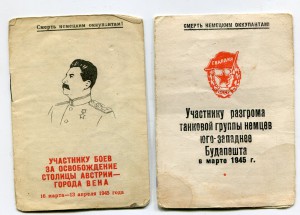 Смерть немецким оккупантам!
УЧАСТНИКУ БОЕВ
ЗА ОСВОБОЖДЕНИЕ
СТОЛИЦЫ АВСТРИИ—
ГОРОДА ВЕНА
16 марта—13 апреля 1945 года
СМЕРТЬ НЕМЕЦКИМ ОККУПАНТАМ!
ГВАРДИЯ
Участнику разгрома
танковой группы немцев
юго-западнее
Будапешта
в марте 1945 г.